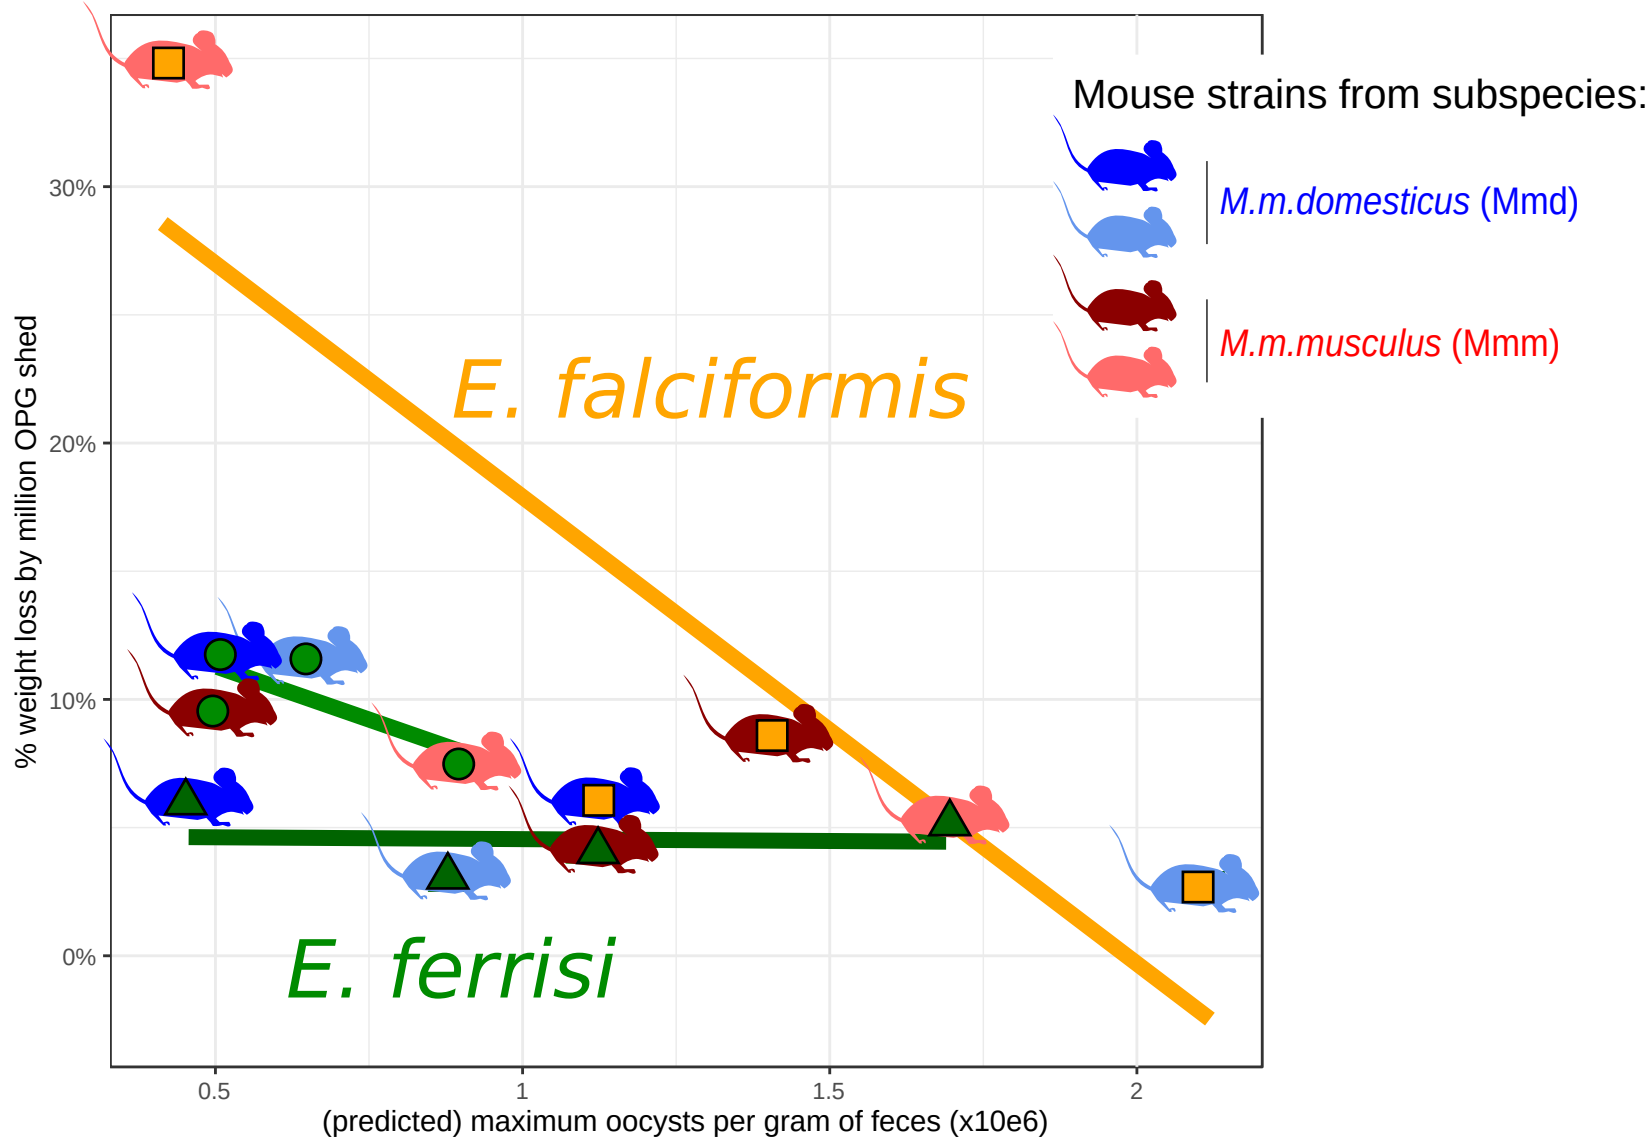 Mouse strains from subspecies:
M.m.domesticus (Mmd)
M.m.musculus (Mmm)
% weight loss by million OPG shed
30%
20%
10%
0%
E. falciformis
E. ferrisi
0.5
1
1.5
2
(predicted) maximum oocysts per gram of feces (x10e6)